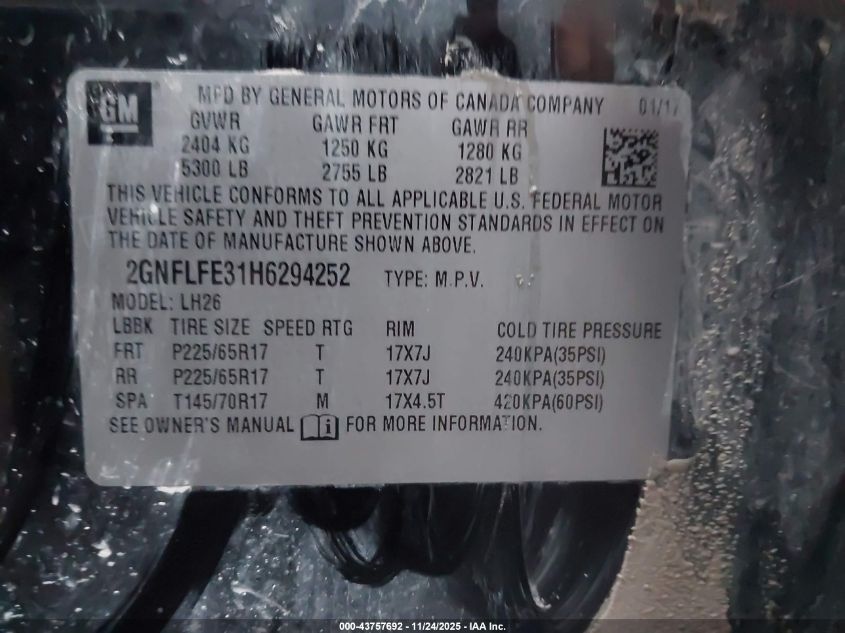 GM
MFD BY GENERAL MOTORS OF CANADA COMPANY 01/17
GVWR GAWR FRT GAWR RR
2404 KG 1250 KG 1280 KG
5300 LB 2755 LB 2821 LB
THIS VEHICLE CONFORMS TO ALL APPLICABLE U.S. FEDERAL MOTOR
VEHICLE SAFETY AND THEFT PREVENTION STANDARDS IN EFFECT ON
THE DATE OF MANUFACTURE SHOWN ABOVE.
2GNFLFE31H6294252 TYPE: M.P.V.
MODEL: LH26
LBBK TIRE SIZE SPEED RTG RIM COLD TIRE PRESSURE
FRT P225/65R17 T 17X7J 240KPA(35PSI)
RR P225/65R17 T 17X7J 240KPA(35PSI)
SPA T145/70R17 M 17X4.5T 420KPA(60PSI)
SEE OWNER'S MANUAL i FOR MORE INFORMATION.
000-43757692 - 11/24/2025 - IAA Inc.